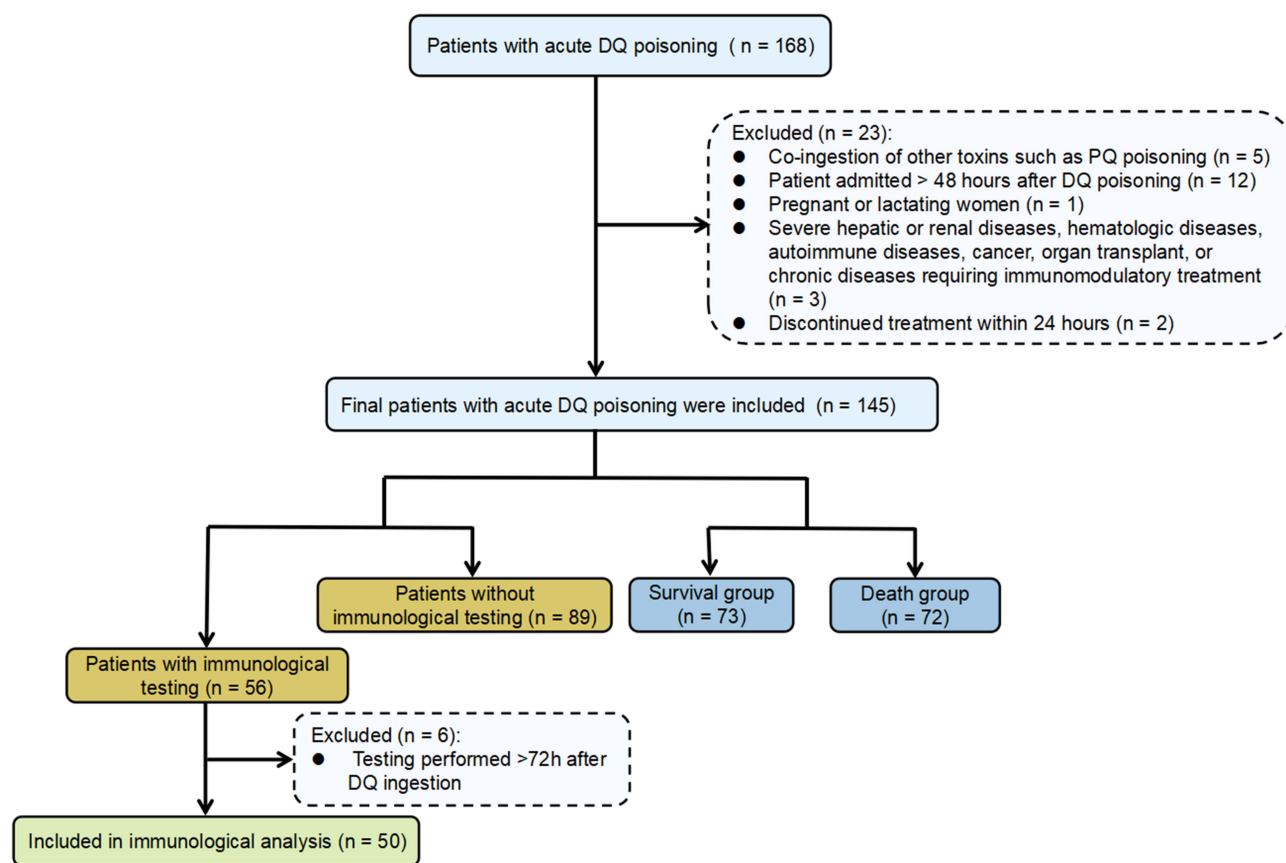 Patients with acute DQ poisoning ( n = 168)
Excluded (n = 23):
● Co-ingestion of other toxins such as PQ poisoning (n = 5)
● Patient admitted > 48 hours after DQ poisoning (n = 12)
● Pregnant or lactating women (n = 1)
● Severe hepatic or renal diseases, hematologic diseases,
autoimmune diseases, cancer, organ transplant, or
chronic diseases requiring immunomodulatory treatment
(n = 3)
● Discontinued treatment within 24 hours (n = 2)
Final patients with acute DQ poisoning were included (n = 145)
Patients without
immunological testing (n = 89)
Survival group
(n = 73)
Death group
(n = 72)
Patients with immunological
testing (n = 56)
Excluded (n = 6):
● Testing performed >72h after
DQ ingestion
Included in immunological analysis (n = 50)